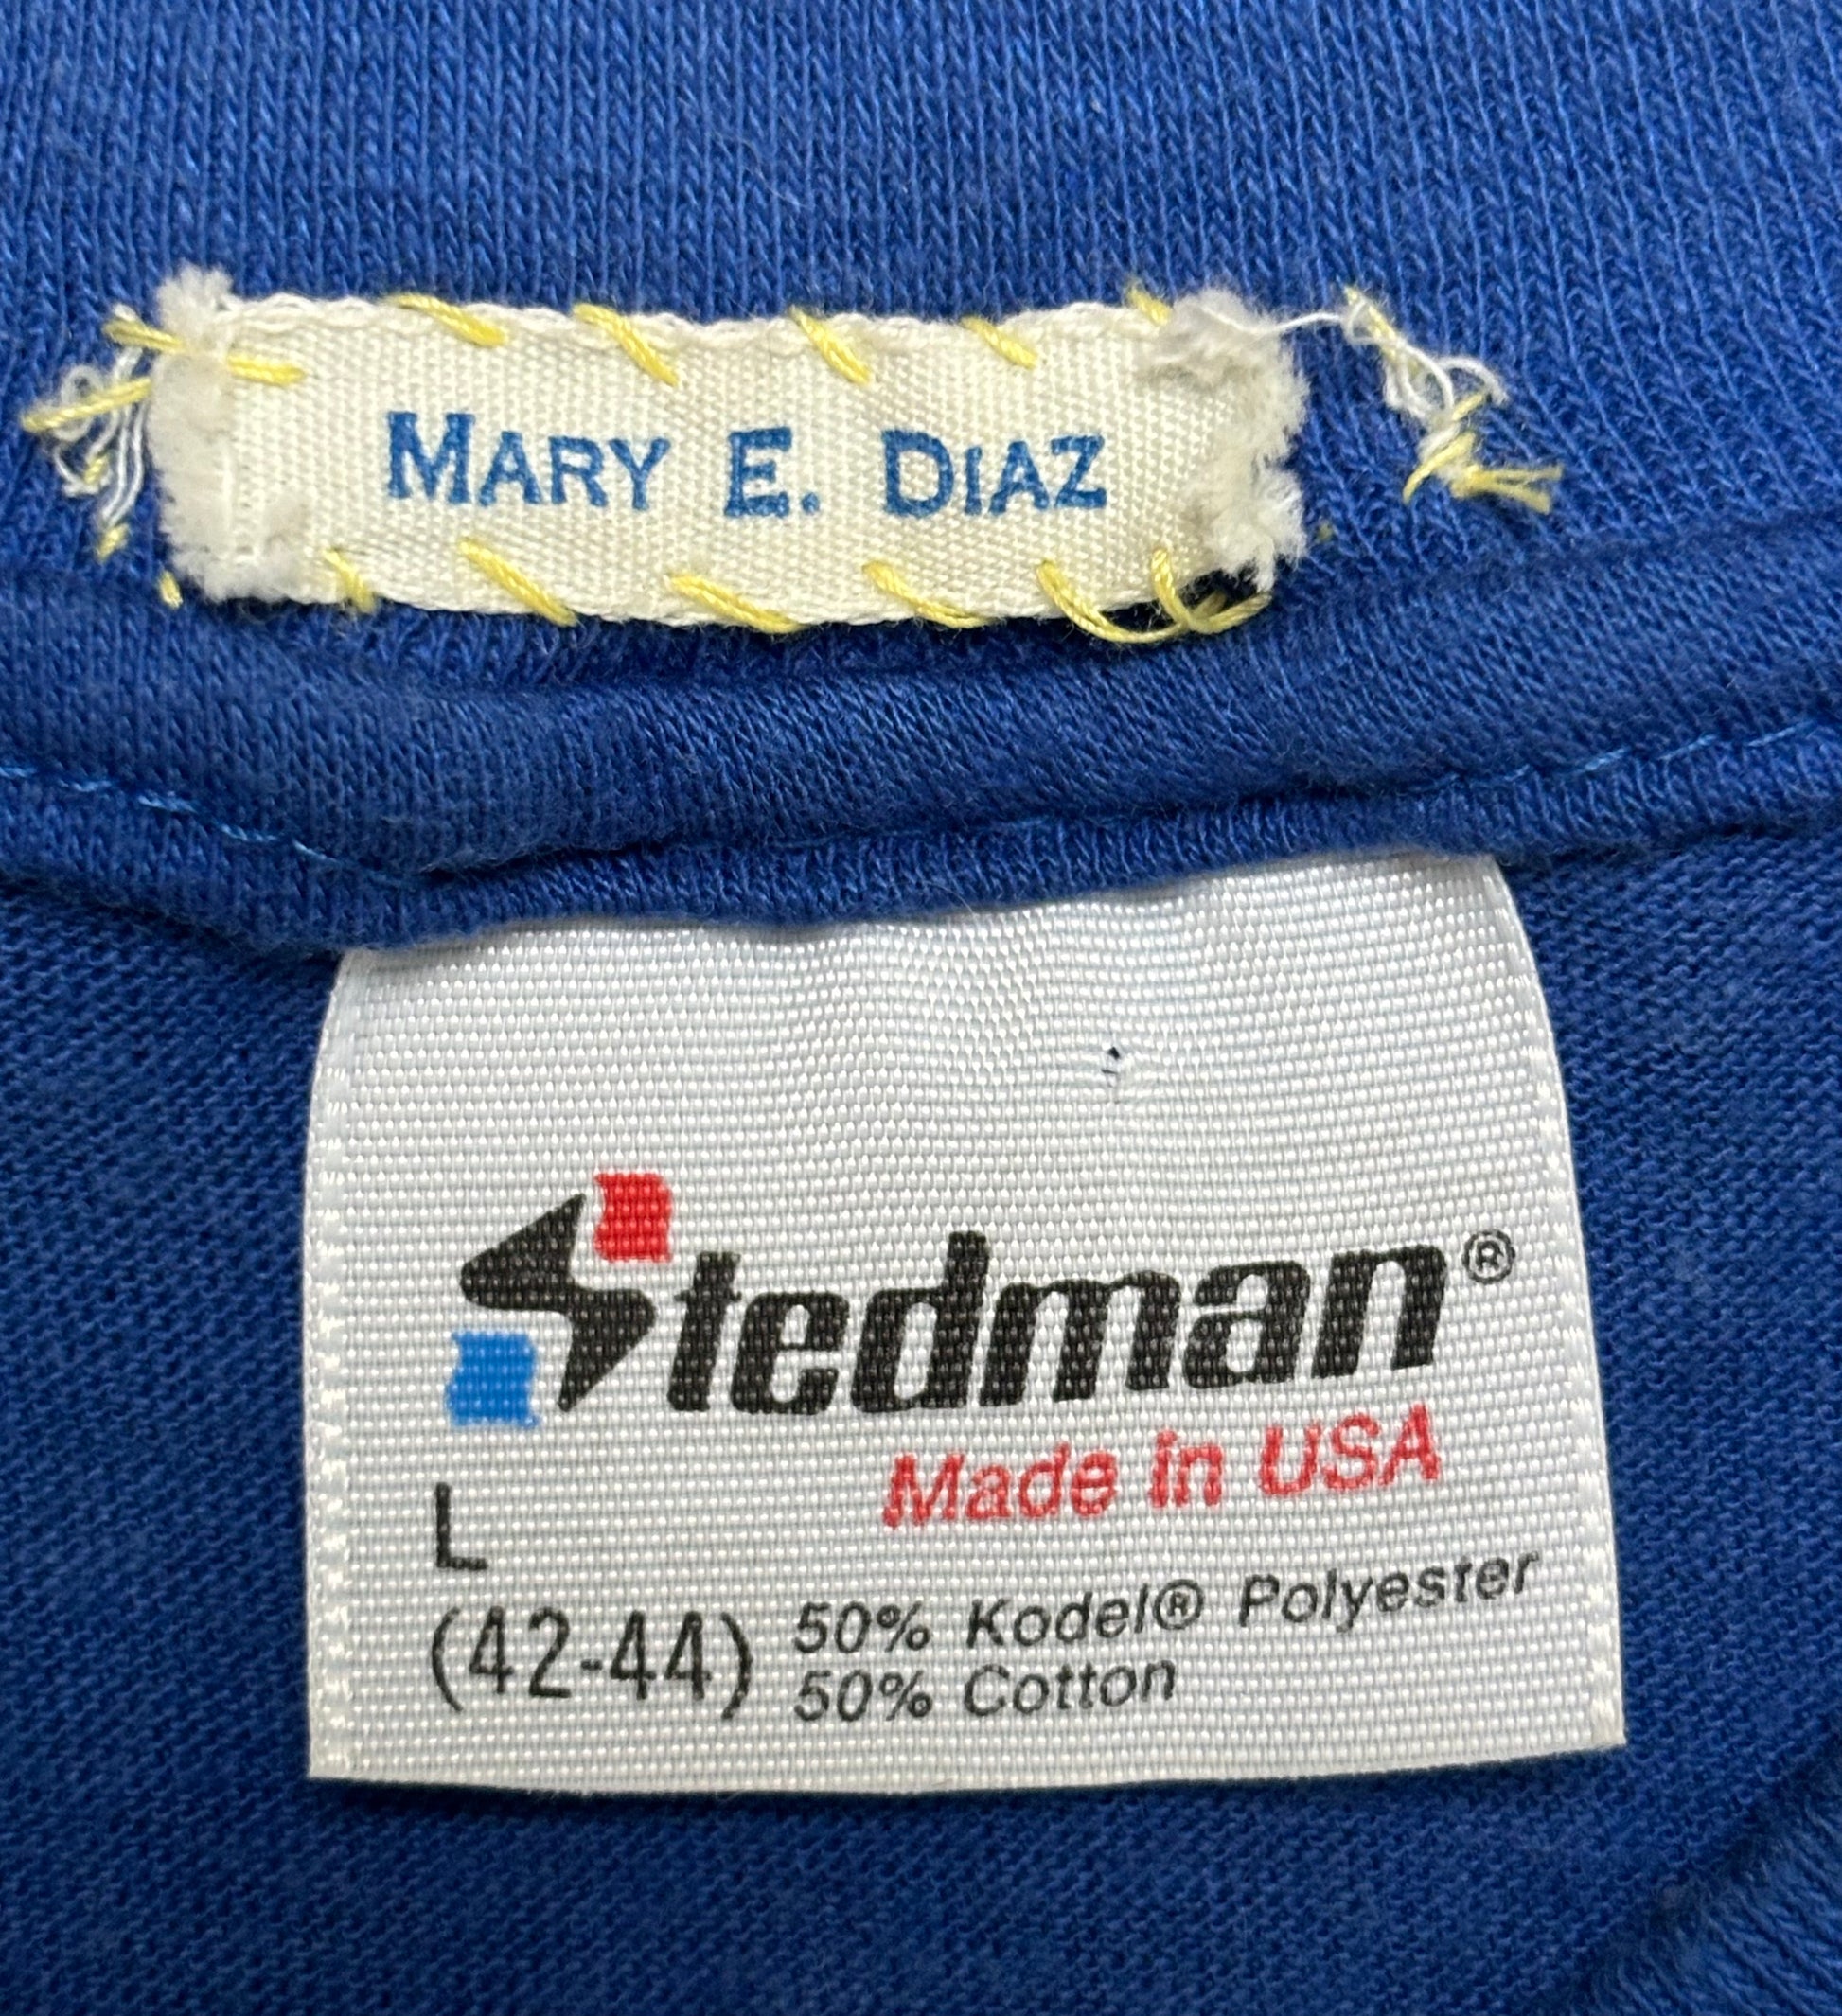 MARY E. DIAZ
Stedman®
Made in USA
L
(42-44)
50% Kodel® Polyester
50% Cotton